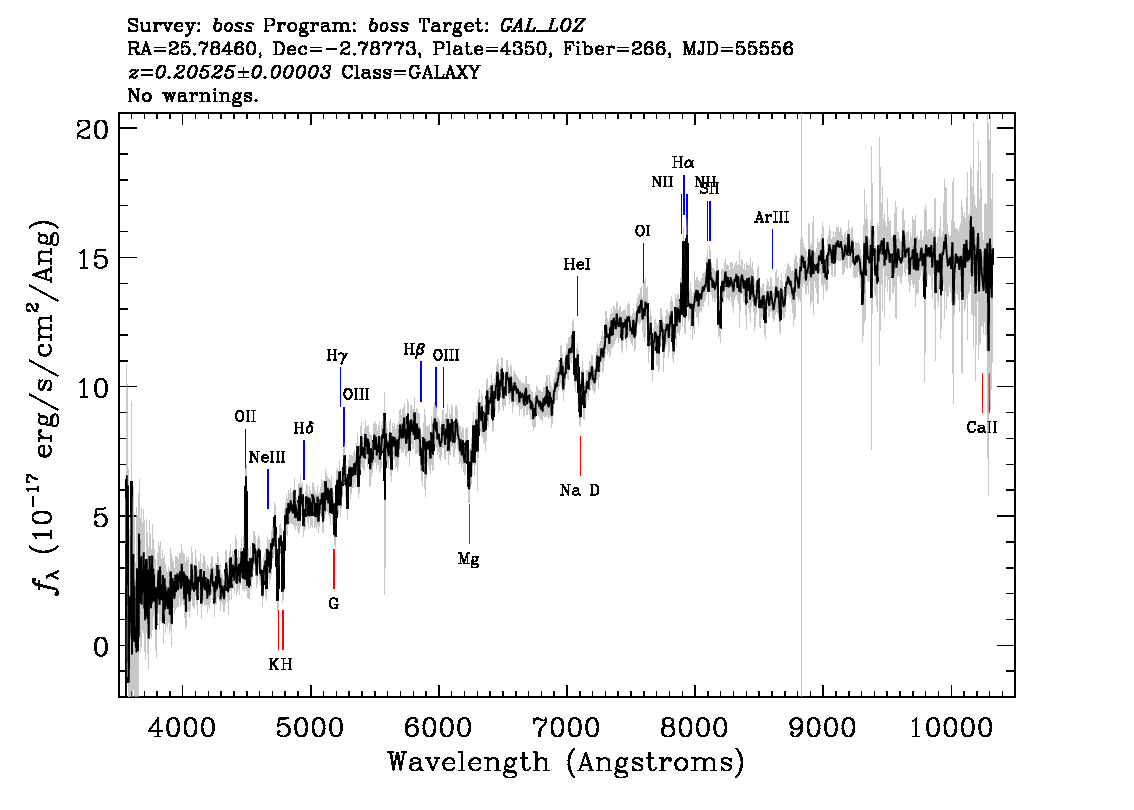 Survey: boss Program: boss Target: GAL_LOZ
RA=25.78460, Dec=−2.78773, Plate=4350, Fiber=266, MJD=55556
z=0.20525±0.00003 Class=GALAXY
No warnings.
20
15
10
5
0
fλ (10−17 erg/s/cm2/Ang)
Hα
NII NII
SII
ArIII
OI
HeI
Hβ OIII
Hγ
OIII
OII
Hδ
NeIII
CaII
Na D
Mg
G
K H
4000 5000 6000 7000 8000 9000 10000
Wavelength (Angstroms)